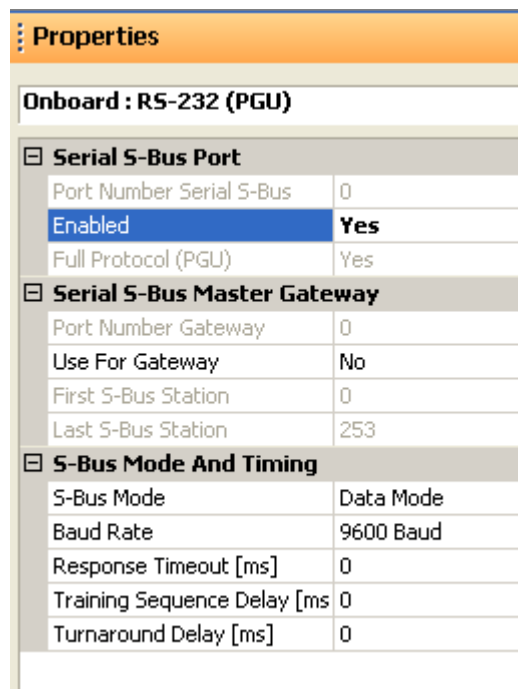 Properties
Onboard : RS-232 (PGU)
Serial S-Bus Port
Port Number Serial S-Bus 0
Enabled Yes
Full Protocol (PGU) Yes
Serial S-Bus Master Gateway
Port Number Gateway 0
Use For Gateway No
First S-Bus Station 0
Last S-Bus Station 253
S-Bus Mode And Timing
S-Bus Mode Data Mode
Baud Rate 9600 Baud
Response Timeout [ms] 0
Training Sequence Delay [ms 0
Turnaround Delay [ms] 0